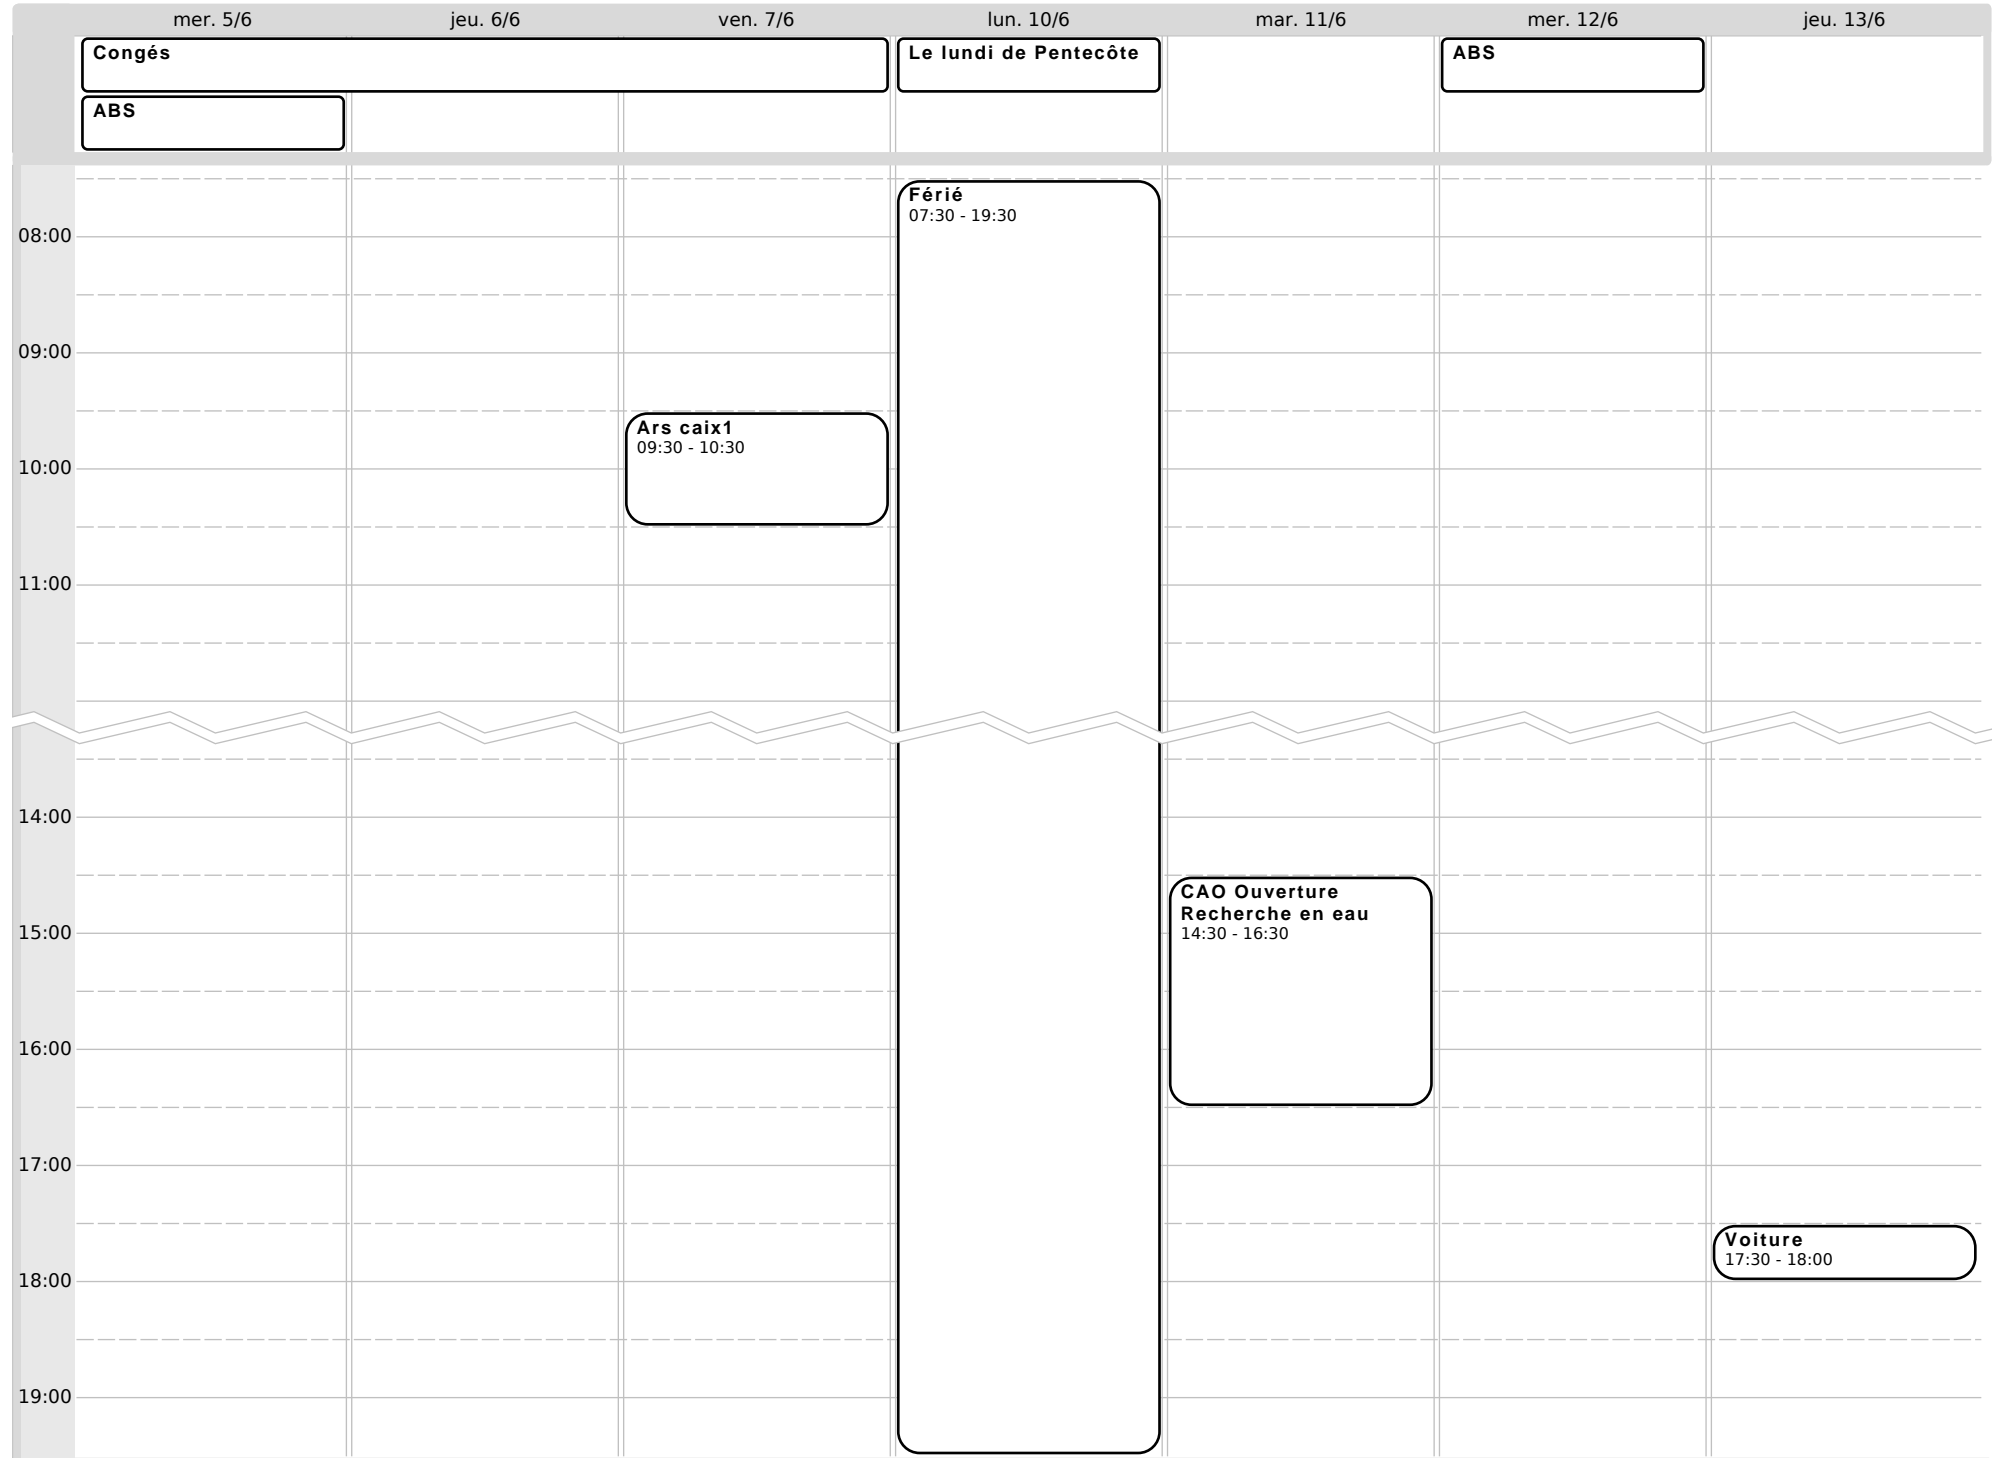 mer. 5/6 jeu. 6/6 ven. 7/6 lun. 10/6 mar. 11/6 mer. 12/6 jeu. 13/6
Congés Le lundi de Pentecôte ABS
ABS
Férié
07:30 - 19:30
08:00
09:00
Ars caix1
09:30 - 10:30
10:00
11:00
14:00
CAO Ouverture
Recherche en eau
14:30 - 16:30
15:00
16:00
17:00
Voiture
17:30 - 18:00
18:00
19:00